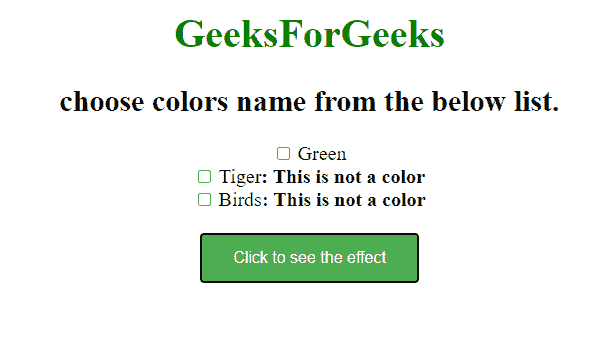 GeeksForGeeks
choose colors name from the below list.
Green
Tiger: This is not a color
Birds: This is not a color
Click to see the effect